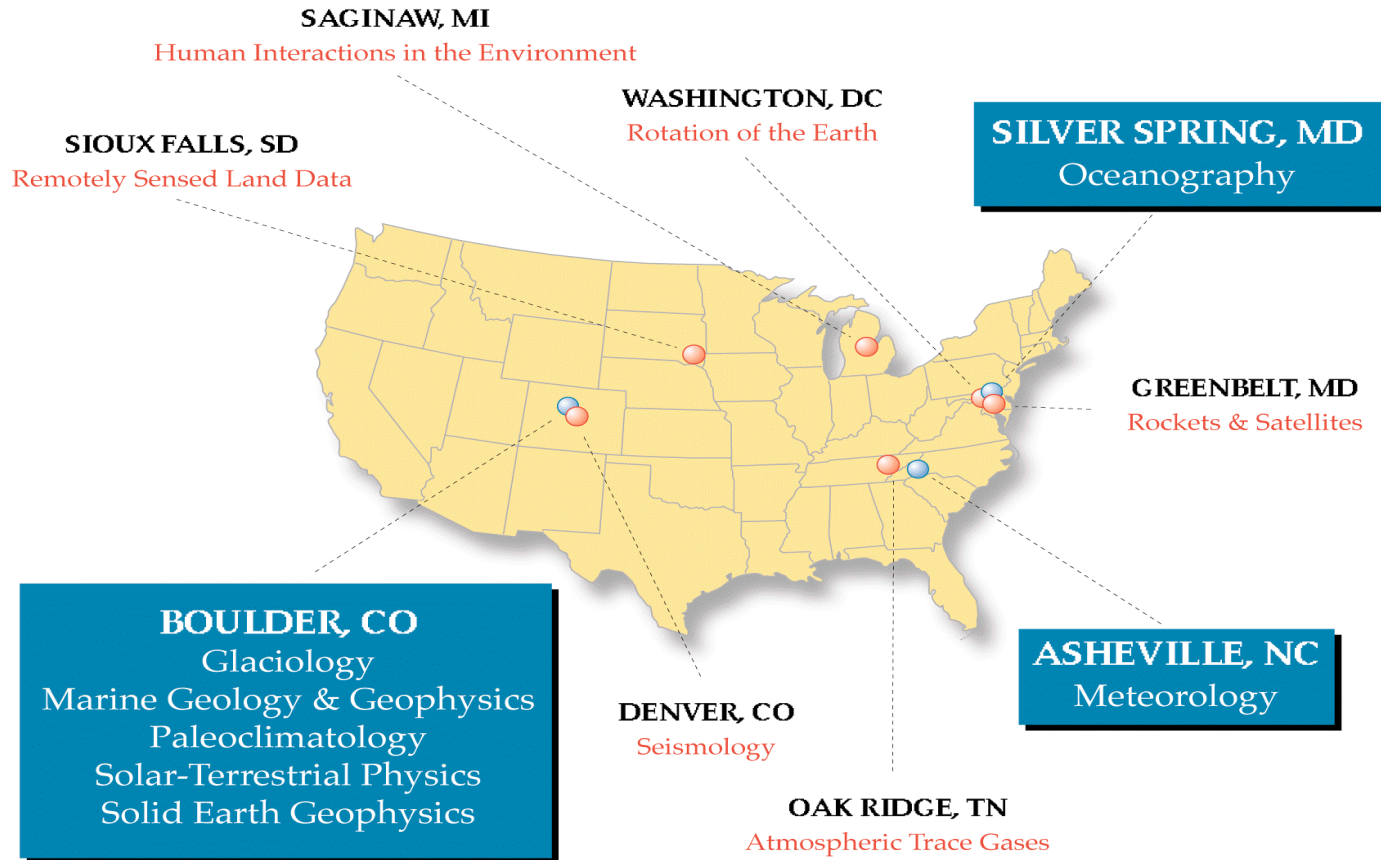 SAGINAW, MI
Human Interactions in the Environment
WASHINGTON, DC
Rotation of the Earth
SILVER SPRING, MD
Oceanography
SIOUX FALLS, SD
Remotely Sensed Land Data
GREENBELT, MD
Rockets & Satellites
BOULDER, CO
Glaciology
Marine Geology & Geophysics
Paleoclimatology
Solar-Terrestrial Physics
Solid Earth Geophysics
DENVER, CO
Seismology
ASHEVILLE, NC
Meteorology
OAK RIDGE, TN
Atmospheric Trace Gases